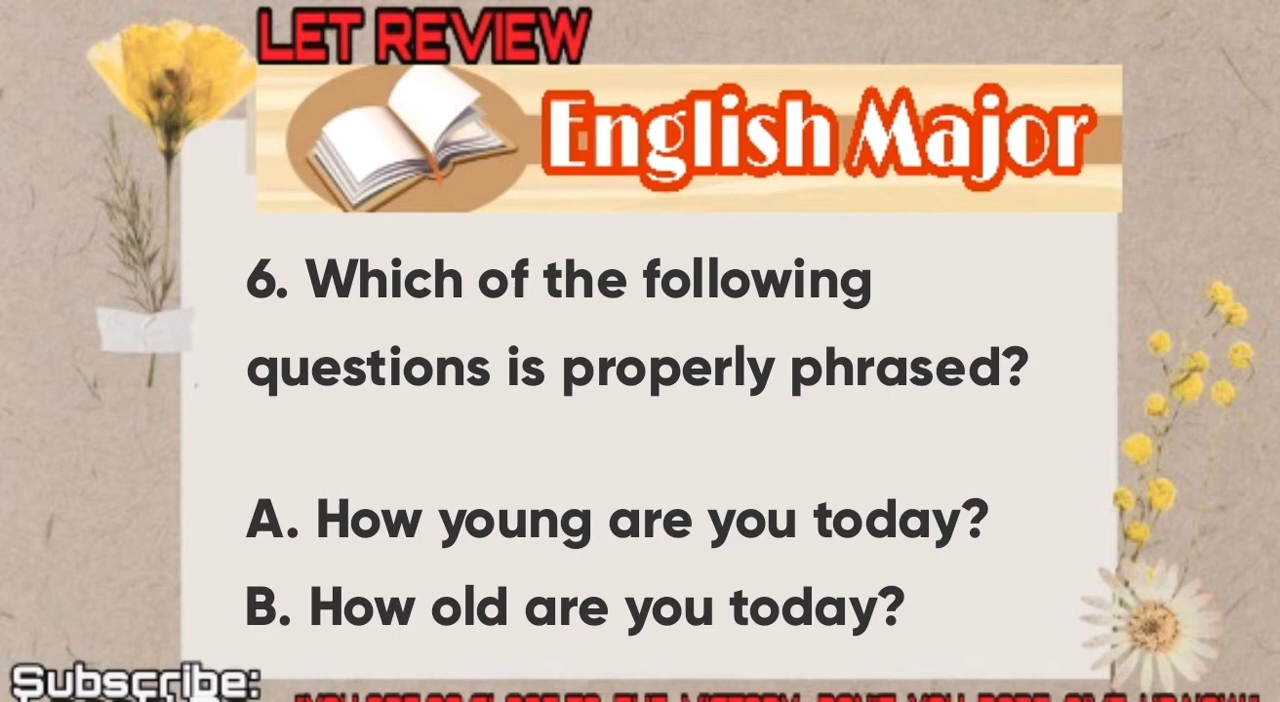 LET REVIEW
English Major
6. Which of the following
questions is properly phrased?
A. How young are you today?
B. How old are you today?
Subscribe: